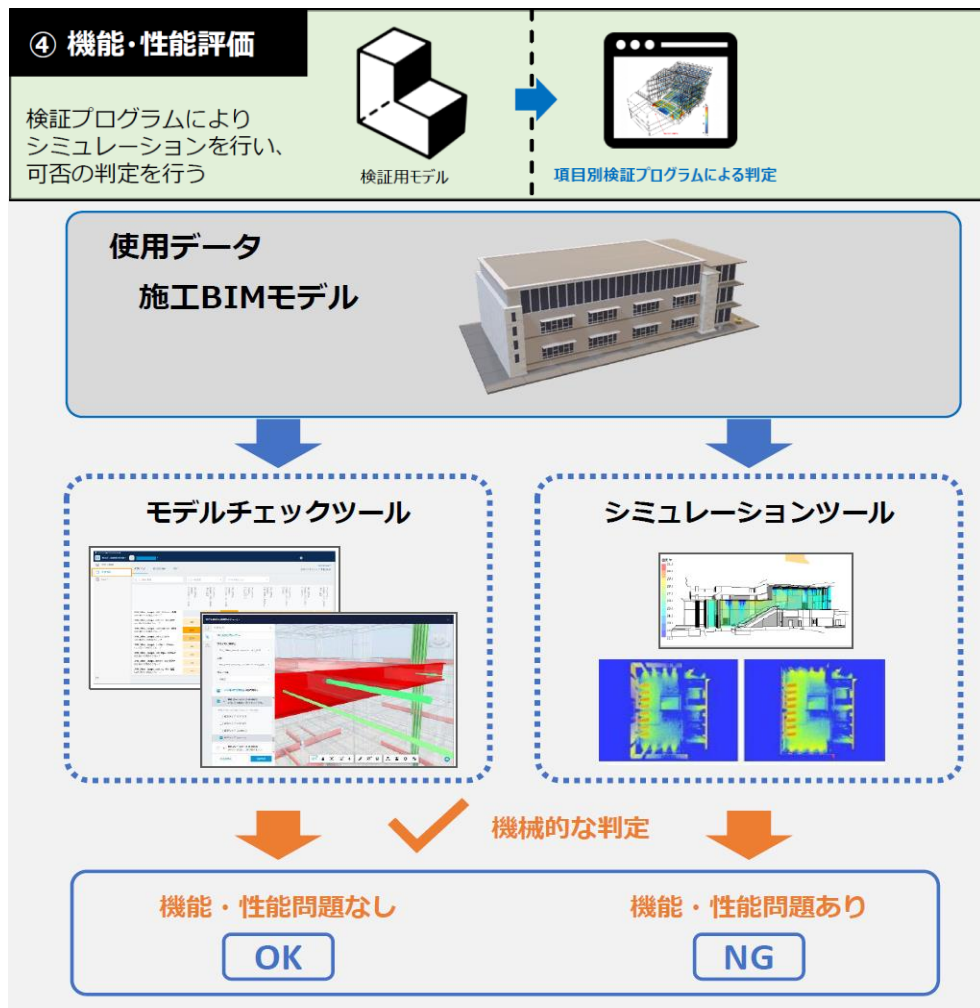 ④ 機能・性能評価
検証プログラムにより
シミュレーションを行い、
可否の判定を行う
検証用モデル
項目別検証プログラムによる判定
使用データ
施工BIMモデル
モデルチェックツール
シミュレーションツール
機械的な判定
機能・性能問題なし
機能・性能問題あり
OK
NG